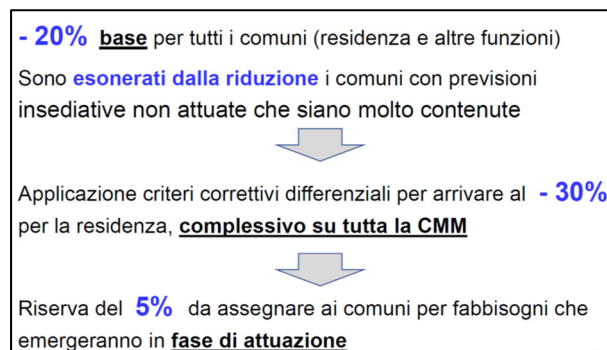 - 20% base per tutti i comuni (residenza e altre funzioni)
Sono esonerati dalla riduzione i comuni con previsioni
insediative non attuate che siano molto contenute
Applicazione criteri correttivi differenziali per arrivare al - 30%
per la residenza, complessivo su tutta la CMM
Riserva del 5% da assegnare ai comuni per fabbisogni che
emergeranno in fase di attuazione